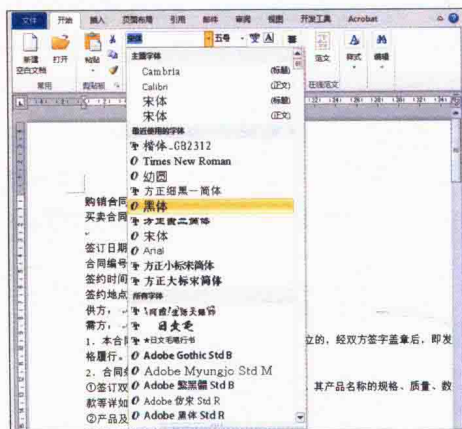 文件 开始 插入 页面布局 引用 邮件 审阅 视图 开发工具 Acrobat
新建 空白文档 打开 粘贴 宋体 五号 范文 样式 编辑
常用 剪贴板 在线范文
主题字体
Cambria (标题)
Calibri (正文)
宋体 (标题)
宋体 (正文)
最近使用的字体
楷体_GB2312
Times New Roman
幼圆
方正细黑一简体
黑体
宋体
Arial
方正小标宋简体
方正大标宋简体
所有字体
★日文毛笔行书
Adobe Gothic Std B
Adobe Myungjo Std M
Adobe 繁黑體 Std B
Adobe 仿宋 Std R
Adobe 黑体 Std R
购销合同
买卖合同
签订日期
合同编号
签约时间
签约地点
供方,
需方,
1. 本合同 立的,经双方签字盖章后,即发
格履行。
2. 合同
①签订双 其产品名称的规格、质量、数
款等详如
②产品及